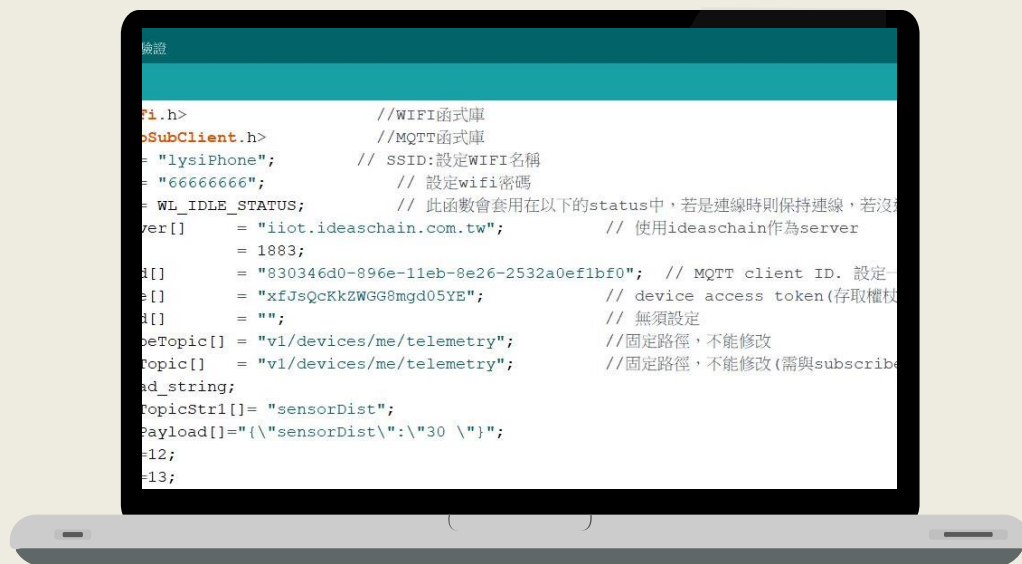 驗證
Fi.h> //WIFI函式庫
oSubClient.h> //MQTT函式庫
= "lysiPhone"; // SSID:設定WIFI名稱
= "66666666"; // 設定wifi密碼
= WL_IDLE_STATUS; // 此函數會套用在以下的status中，若是連線時則保持連線，若沒
ver[] = "iiot.ideaschain.com.tw"; // 使用ideaschain作為server
= 1883;
d[] = "830346d0-896e-11eb-8e26-2532a0ef1bf0"; // MQTT client ID. 設定一
e[] = "xfJsQcKkZWGG8mgd05YE"; // device access token(存取權杖
d[] = ""; // 無須設定
beTopic[] = "v1/devices/me/telemetry"; //固定路徑，不能修改
Topic[] = "v1/devices/me/telemetry"; //固定路徑，不能修改(需與subscribe
ad_string;
TopicStr1[]= "sensorDist";
Payload[]="{\"sensorDist\":\"30 \"}";
=12;
=13;